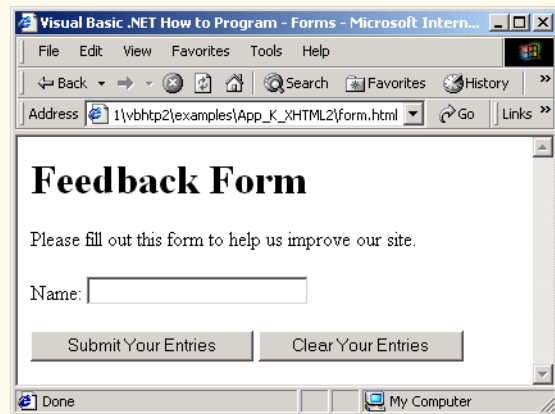 Visual Basic .NET How to Program - Forms - Microsoft Intern...
File Edit View Favorites Tools Help
Back Search Favorites History »
Address 1\vbhtp2\examples\App_K_XHTML2\form.html Go Links »
Feedback Form
Please fill out this form to help us improve our site.
Name:
Submit Your Entries Clear Your Entries
Done My Computer